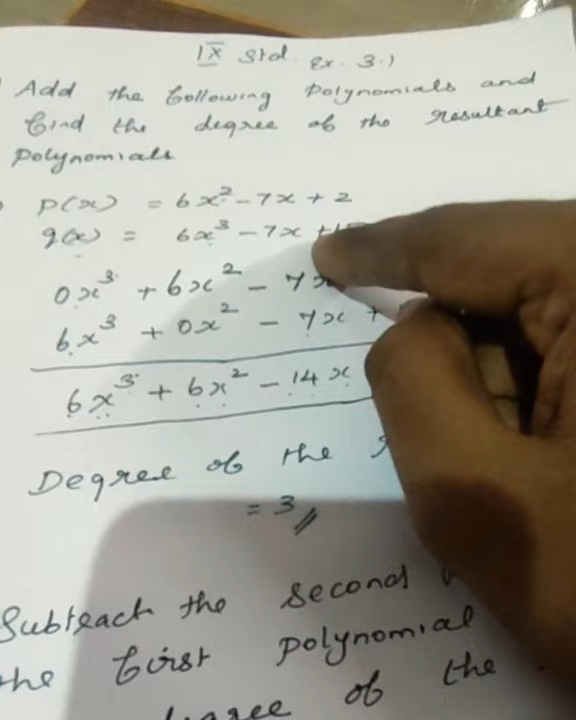 IX Std. Ex. 3.1
Add the following Polynomials and
find the degree of the resultant
Polynomials
P(x) = 6x² - 7x + 2
q(x) = 6x³ - 7x +
0x³ + 6x² - 7x
6x³ + 0x² - 7x +
6x³ + 6x² - 14x
Degree of the
= 3
Subtract the second
the first polynomial
degree of the